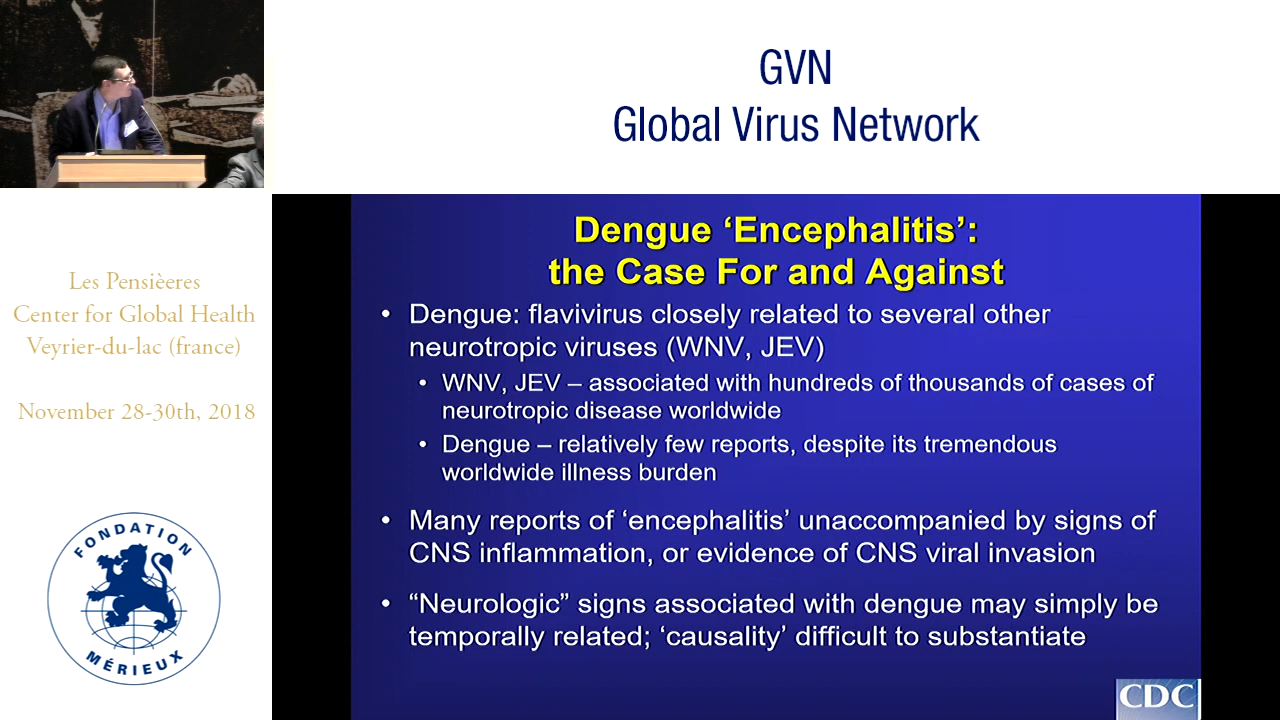 GVN
Global Virus Network
Les Pensièeres
Center for Global Health
Veyrier-du-lac (france)
November 28-30th, 2018
FONDATION
MÉRIEUX
Dengue ‘Encephalitis’:
the Case For and Against
• Dengue: flavivirus closely related to several other
neurotropic viruses (WNV, JEV)
• WNV, JEV – associated with hundreds of thousands of cases of
neurotropic disease worldwide
• Dengue – relatively few reports, despite its tremendous
worldwide illness burden
• Many reports of ‘encephalitis’ unaccompanied by signs of
CNS inflammation, or evidence of CNS viral invasion
• “Neurologic” signs associated with dengue may simply be
temporally related; ‘causality’ difficult to substantiate
CDC